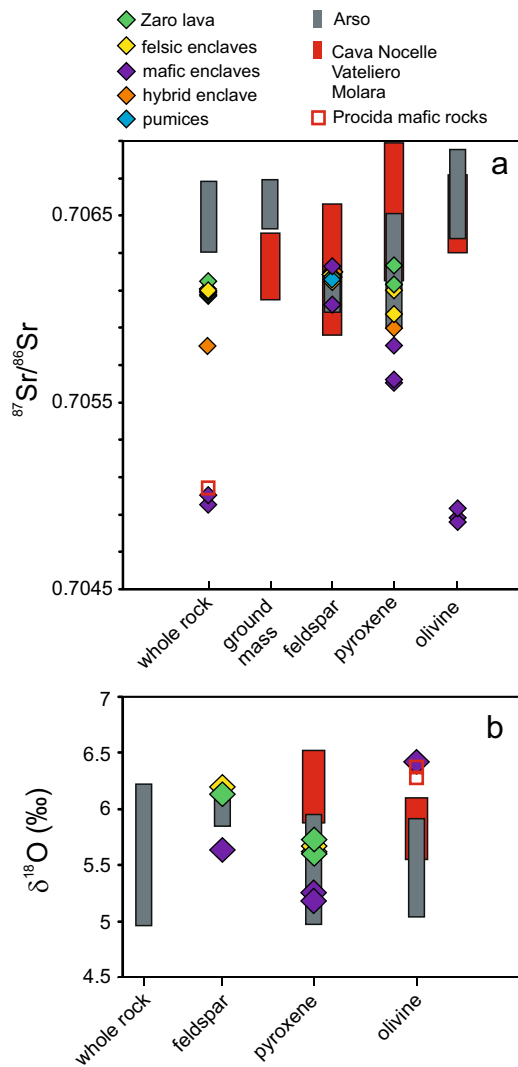 Zaro lava
felsic enclaves
mafic enclaves
hybrid enclave
pumices
Arso
Cava Nocelle
Vateliero
Molara
Procida mafic rocks
a
0.7065
0.7055
0.7045
87Sr/86Sr
whole rock
ground
mass
feldspar
pyroxene
olivine
b
7
6.5
6
5.5
5
4.5
δ18O (‰)
whole rock
feldspar
pyroxene
olivine